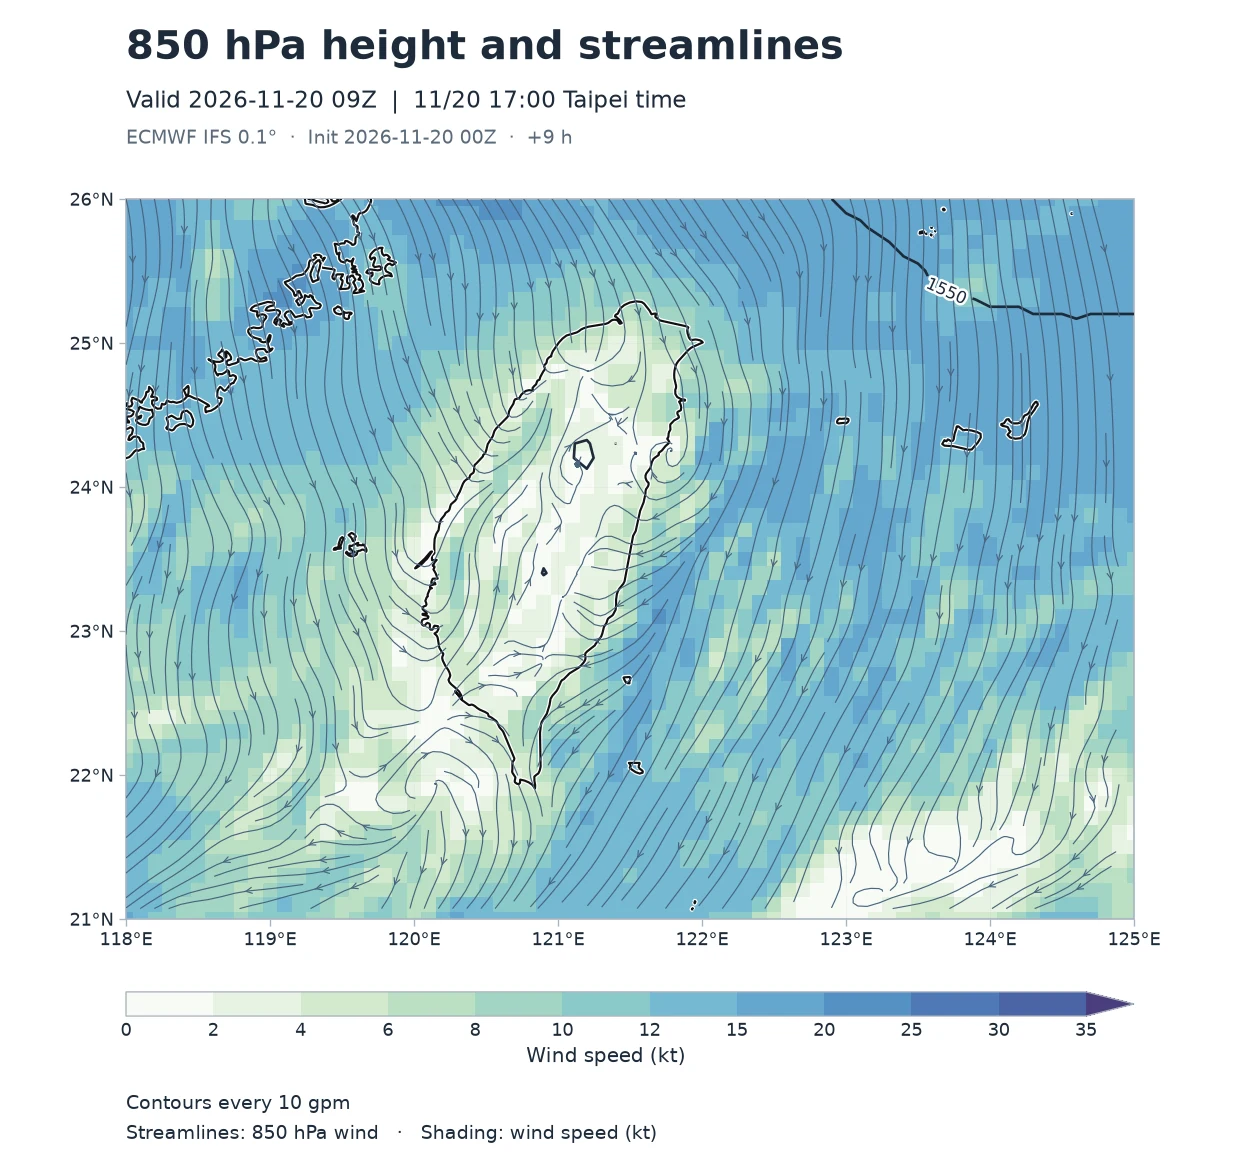 850 hPa height and streamlines
Valid 2026-11-20 09Z | 11/20 17:00 Taipei time
ECMWF IFS 0.1° · Init 2026-11-20 00Z · +9 h
26°N
25°N
24°N
23°N
22°N
21°N
1550
118°E 119°E 120°E 121°E 122°E 123°E 124°E 125°E
0 2 4 6 8 10 12 15 20 25 30 35
Wind speed (kt)
Contours every 10 gpm
Streamlines: 850 hPa wind · Shading: wind speed (kt)